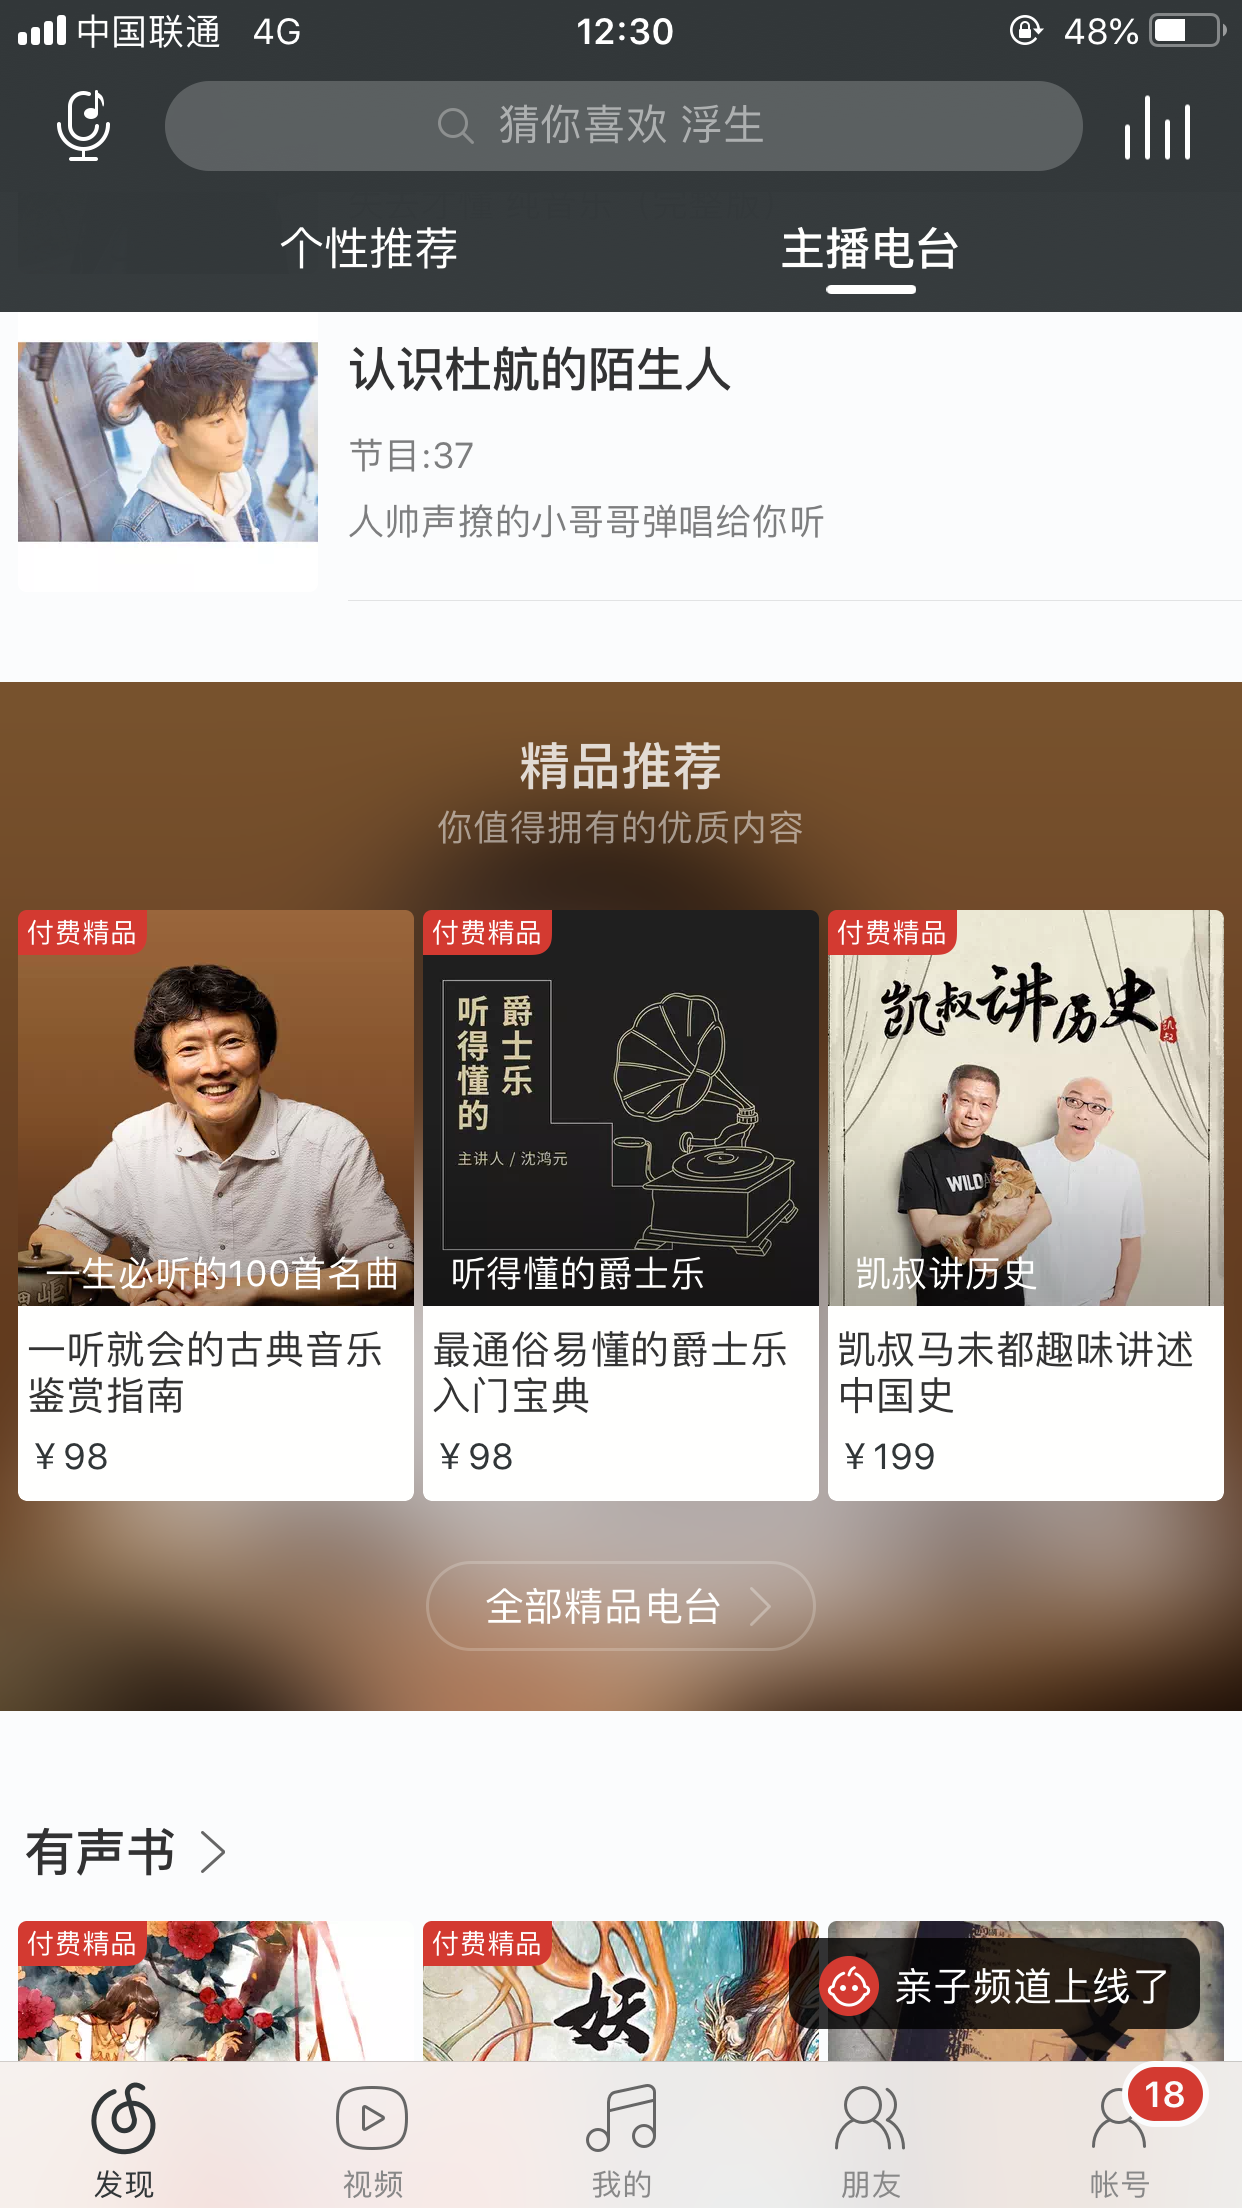 中国联通 4G 12:30 48%
猜你喜欢 浮生
个性推荐 主播电台
认识杜航的陌生人
节目:37
人帅声撩的小哥哥弹唱给你听
精品推荐
你值得拥有的优质内容
付费精品
一生必听的100首名曲
一听就会的古典音乐
鉴赏指南
¥98
付费精品
听得懂的
爵士乐
主讲人 / 沈鸿元
听得懂的爵士乐
最通俗易懂的爵士乐
入门宝典
¥98
付费精品
凯叔讲历史
凯叔
WILD
凯叔讲历史
凯叔马未都趣味讲述
中国史
¥199
全部精品电台
有声书
付费精品
付费精品
妖
亲子频道上线了
18
发现 视频 我的 朋友 帐号